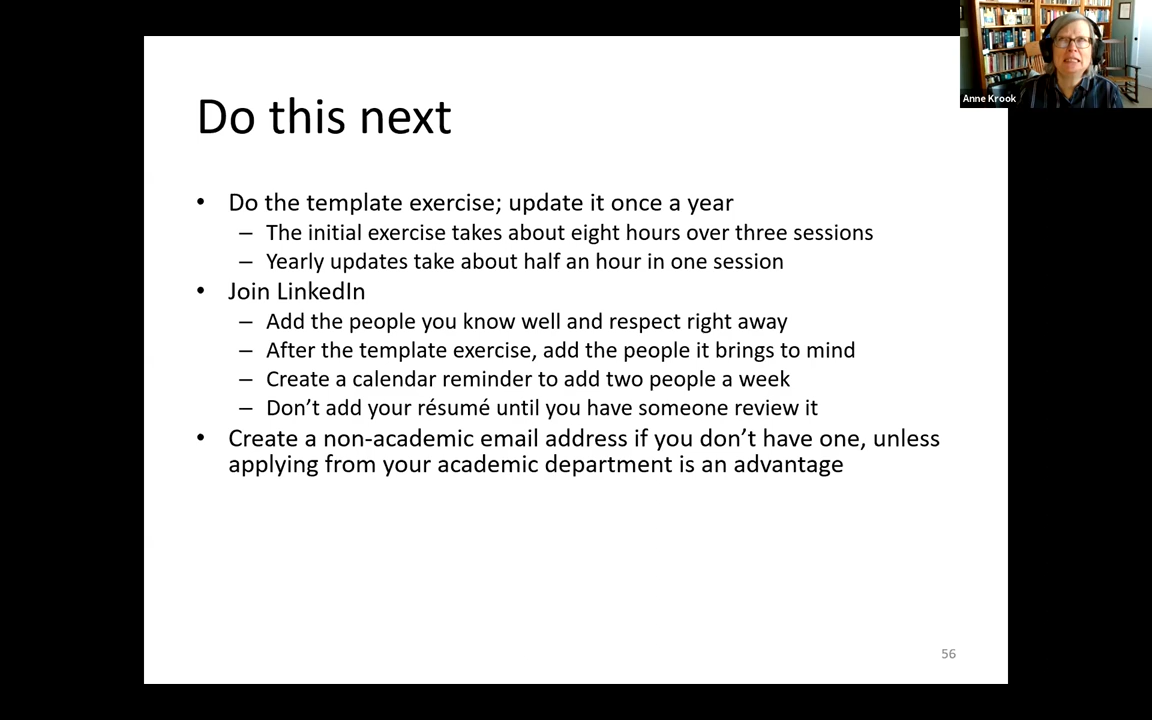 Do this next
• Do the template exercise; update it once a year
– The initial exercise takes about eight hours over three sessions
– Yearly updates take about half an hour in one session
• Join LinkedIn
– Add the people you know well and respect right away
– After the template exercise, add the people it brings to mind
– Create a calendar reminder to add two people a week
– Don’t add your résumé until you have someone review it
• Create a non-academic email address if you don’t have one, unless
applying from your academic department is an advantage
56
Anne Krook